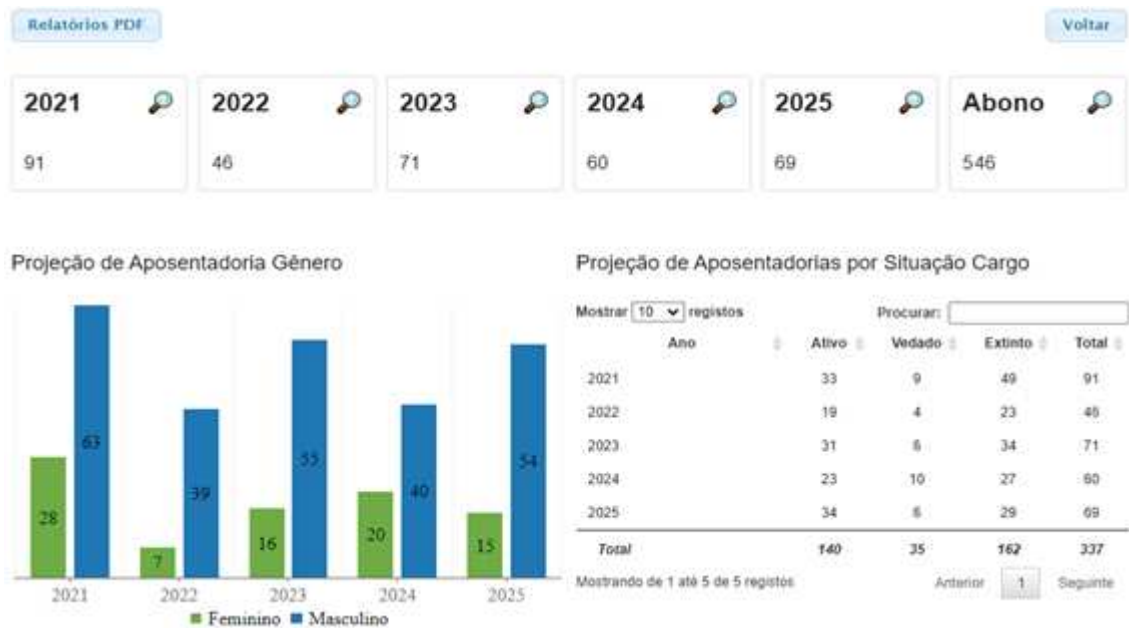 Relatórios PDF
Voltar
2021
2022
2023
2024
2025
Abono
91
46
71
60
69
546
Projeção de Aposentadoria Gênero
63
39
55
40
54
28
7
16
20
15
2021
2022
2023
2024
2025
Feminino
Masculino
Projeção de Aposentadorias por Situação Cargo
Mostrar 10 registos
Procurar:
Ano Ativo Vedado Extinto Total
2021 33 9 49 91
2022 19 4 23 46
2023 31 6 34 71
2024 23 10 27 60
2025 34 6 29 69
Total 140 35 162 337
Mostrando de 1 até 5 de 5 registos
Anterior 1 Seguinte